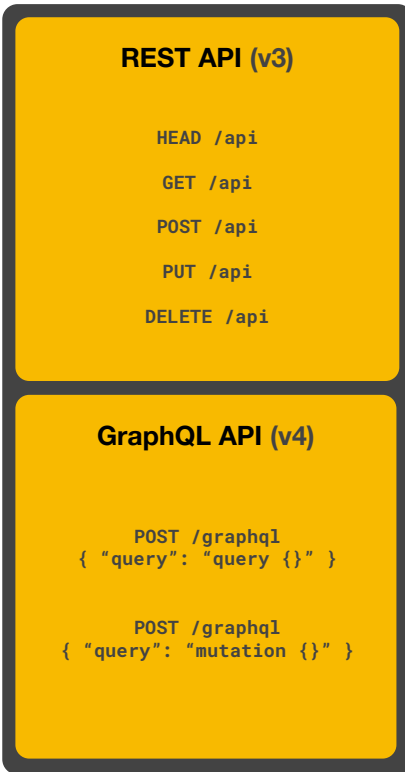 REST API (v3)
HEAD /api
GET /api
POST /api
PUT /api
DELETE /api
GraphQL API (v4)
POST /graphql
{ “query”: “query {}” }
POST /graphql
{ “query”: “mutation {}” }